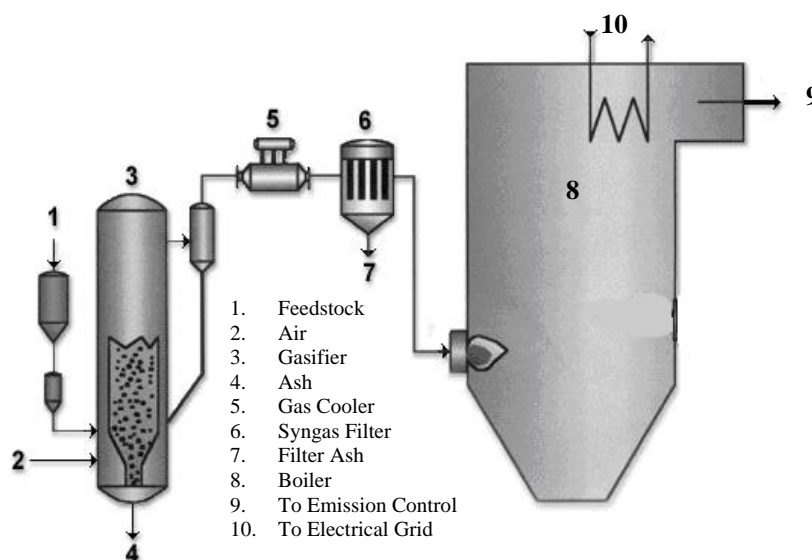 10
9
5
6
3
8
1
7
1. Feedstock
2. Air
3. Gasifier
4. Ash
5. Gas Cooler
6. Syngas Filter
7. Filter Ash
8. Boiler
9. To Emission Control
10. To Electrical Grid
2
4